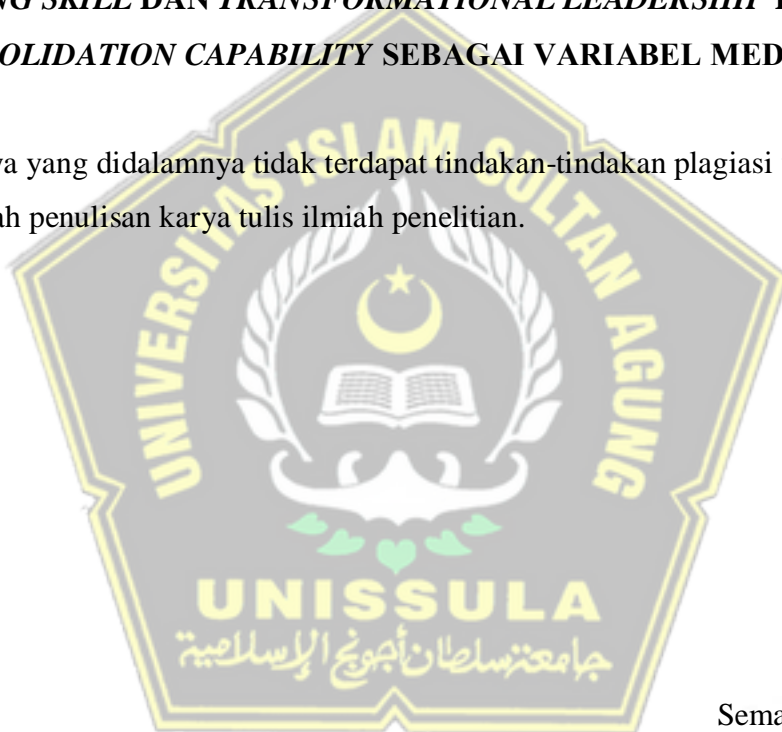 NG SKILL DAN TRANSFORMATIONAL LEADERSHIP
OLIDATION CAPABILITY SEBAGAI VARIABEL MED
ya yang didalamnya tidak terdapat tindakan-tindakan plagiasi
ah penulisan karya tulis ilmiah penelitian.
UNIVERSITAS ISLAM SULTAN AGUNG
UNISSULA
جامعة سلطان أجونج الإسلامية
Sema